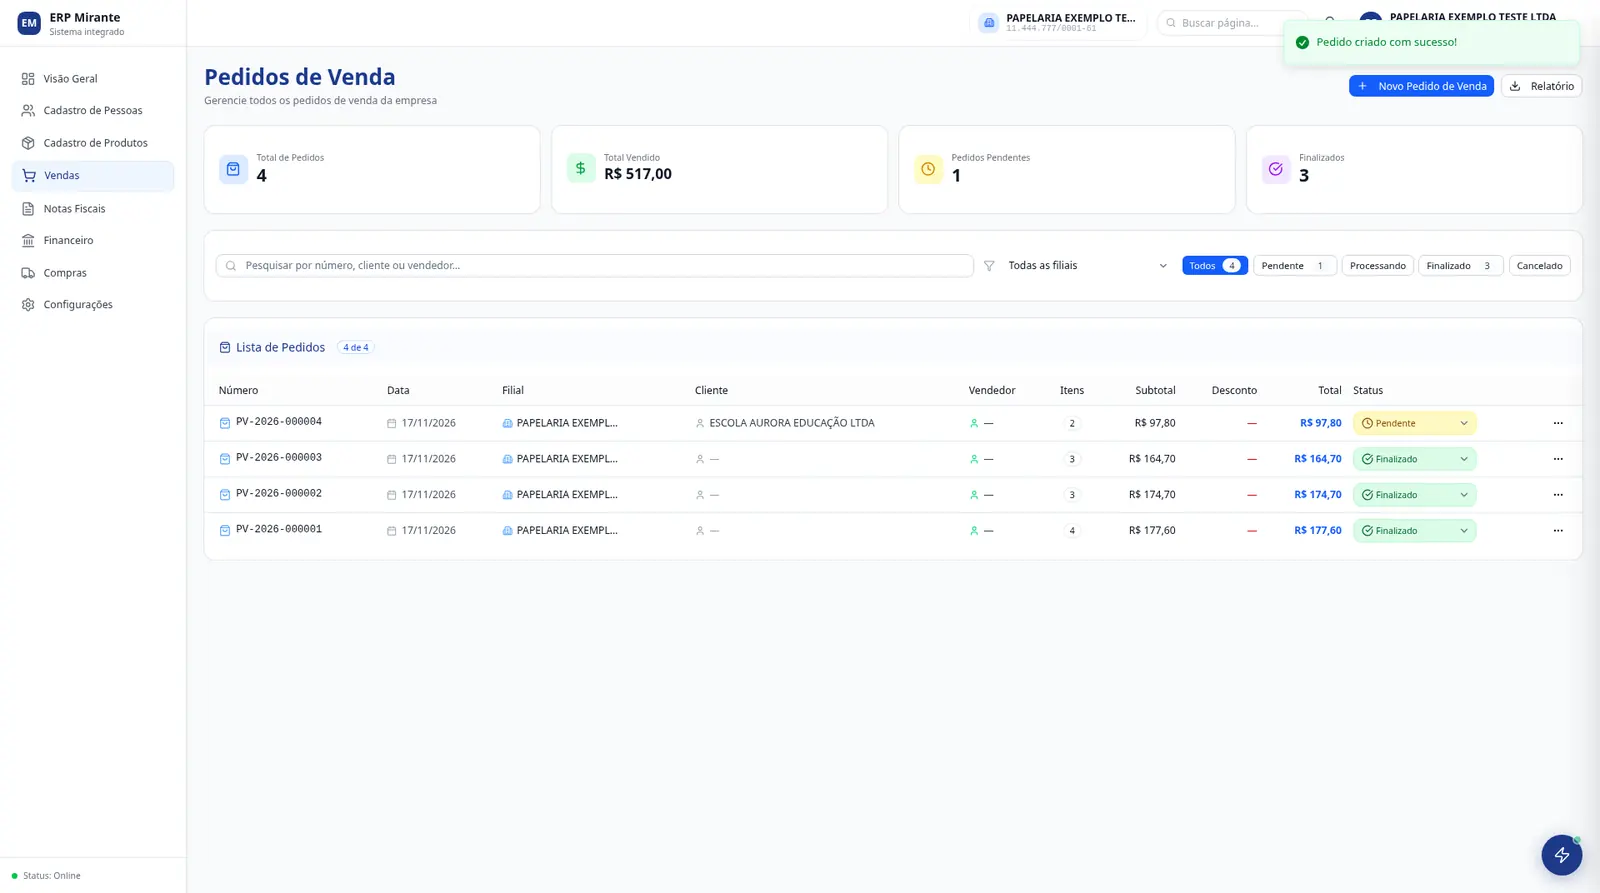 EM
ERP Mirante
Sistema integrado
PAPELARIA EXEMPLO TE...
11.444.777/0001-61
Buscar página...
PAPELARIA EXEMPLO TESTE LTDA
Pedido criado com sucesso!
Visão Geral
Cadastro de Pessoas
Cadastro de Produtos
Vendas
Notas Fiscais
Financeiro
Compras
Configurações
Pedidos de Venda
Gerencie todos os pedidos de venda da empresa
Novo Pedido de Venda
Relatório
Total de Pedidos
4
Total Vendido
R$ 517,00
Pedidos Pendentes
1
Finalizados
3
Pesquisar por número, cliente ou vendedor...
Todas as filiais
Todos 4
Pendente 1
Processando
Finalizado 3
Cancelado
Lista de Pedidos 4 de 4
Número Data Filial Cliente Vendedor Itens Subtotal Desconto Total Status
PV-2026-000004 17/11/2026 PAPELARIA EXEMPL... ESCOLA AURORA EDUCAÇÃO LTDA — 2 R$ 97,80 — R$ 97,80 Pendente ...
PV-2026-000003 17/11/2026 PAPELARIA EXEMPL... — — 3 R$ 164,70 — R$ 164,70 Finalizado ...
PV-2026-000002 17/11/2026 PAPELARIA EXEMPL... — — 3 R$ 174,70 — R$ 174,70 Finalizado ...
PV-2026-000001 17/11/2026 PAPELARIA EXEMPL... — — 4 R$ 177,60 — R$ 177,60 Finalizado ...
Status: Online